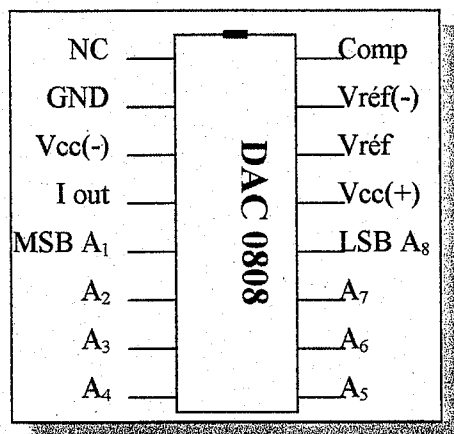 NC Comp
GND Vréf(-)
Vcc(-) Vréf
I out Vcc(+)
MSB A₁ LSB A₈
A₂ A₇
A₃ A₆
A₄ A₅
DAC 0808